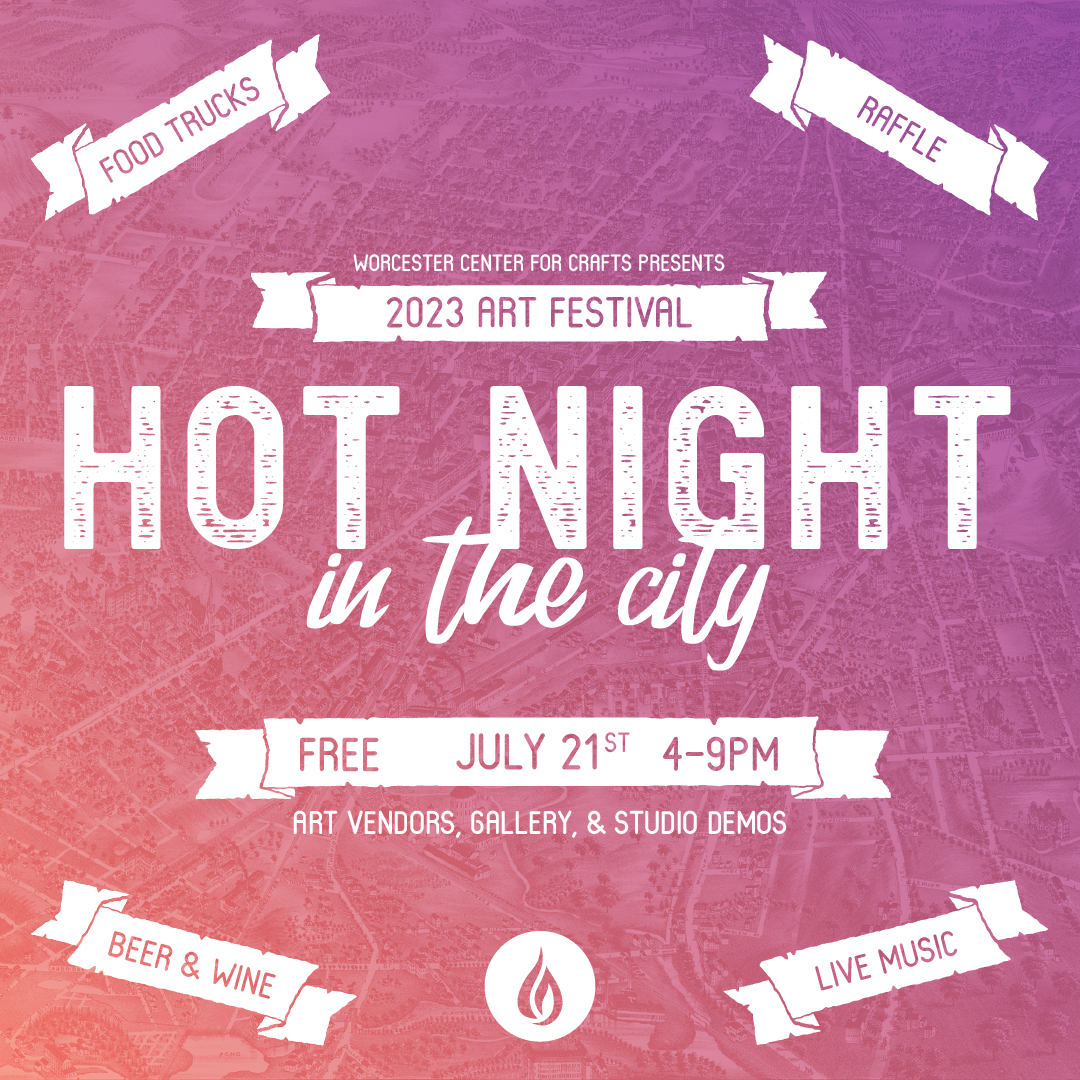 FOOD TRUCKS
RAFFLE
WORCESTER CENTER FOR CRAFTS PRESENTS
2023 ART FESTIVAL
HOT NIGHT
in the city
FREE JULY 21ST 4-9PM
ART VENDORS, GALLERY, & STUDIO DEMOS
BEER & WINE
LIVE MUSIC